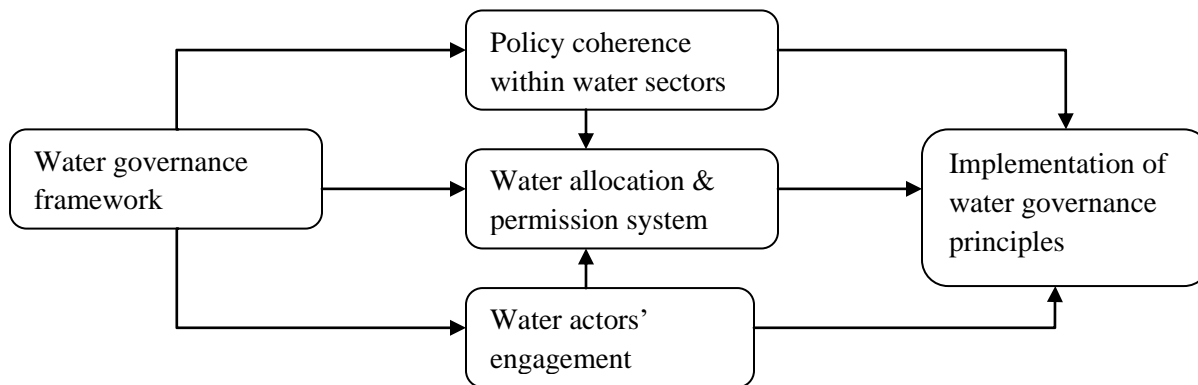 Policy coherence
within water sectors
Water governance
framework
Water allocation &
permission system
Implementation of
water governance
principles
Water actors’
engagement